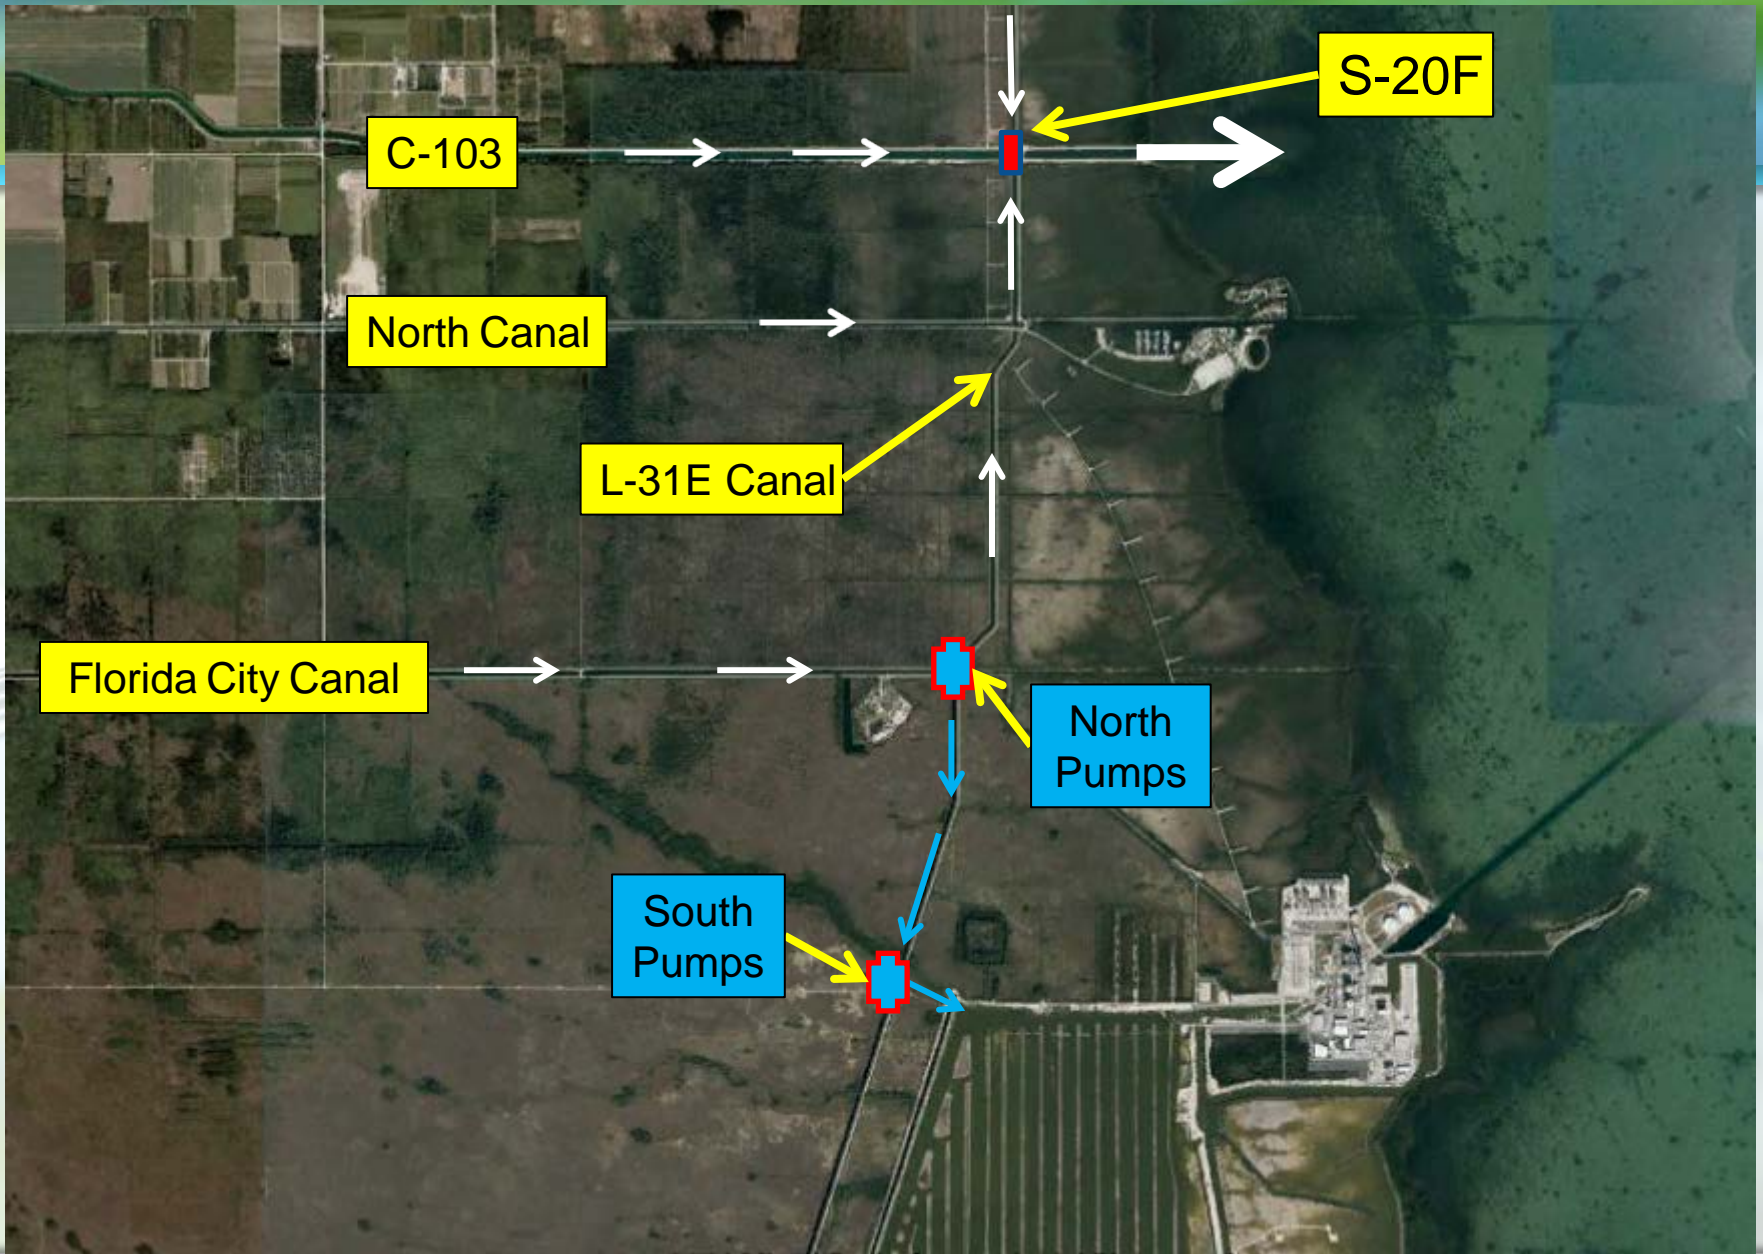 S-20F
C-103
North Canal
L-31E Canal
Florida City Canal
North
Pumps
South
Pumps